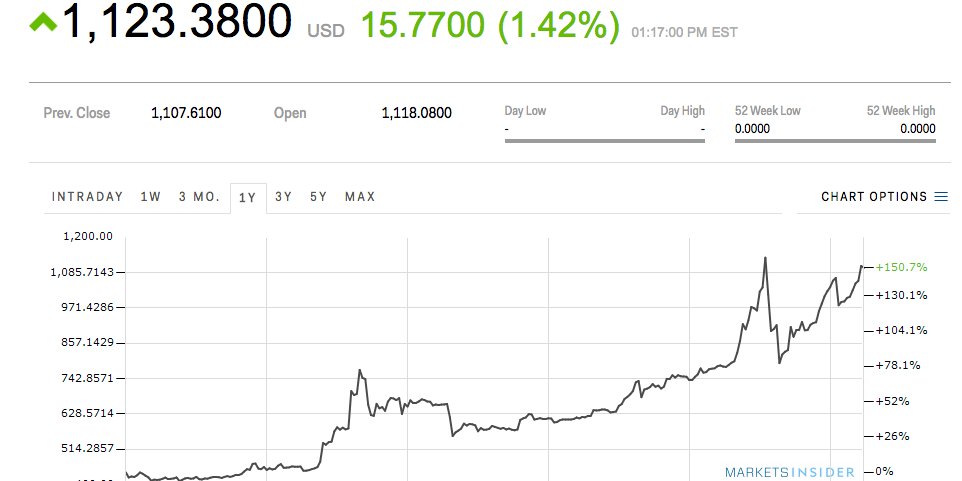 1,123.3800 USD 15.7700 (1.42%) 01:17:00 PM EST
Prev. Close 1,107.6100 Open 1,118.0800
Day Low Day High 52 Week Low 52 Week High
- - 0.0000 0.0000
INTRADAY 1W 3 MO. 1Y 3Y 5Y MAX CHART OPTIONS
1,200.00
1,085.7143 +150.7%
971.4286 +130.1%
857.1429 +104.1%
742.8571 +78.1%
628.5714 +52%
514.2857 +26%
MARKETS INSIDER 0%